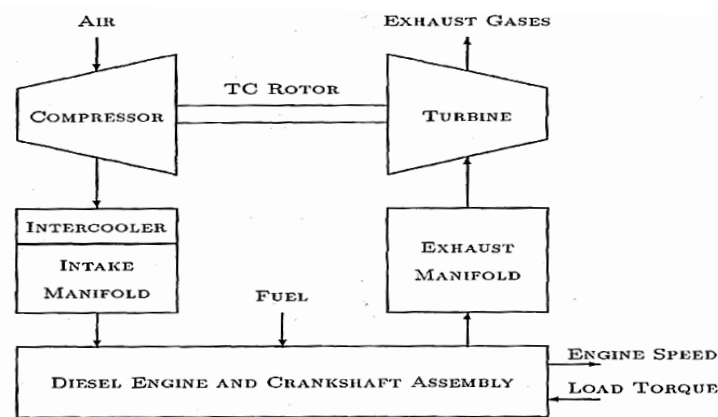 AIR
EXHAUST GASES
TC ROTOR
COMPRESSOR
TURBINE
INTERCOOLER
INTAKE
MANIFOLD
EXHAUST
MANIFOLD
FUEL
ENGINE SPEED
DIESEL ENGINE AND CRANKSHAFT ASSEMBLY
LOAD TORQUE